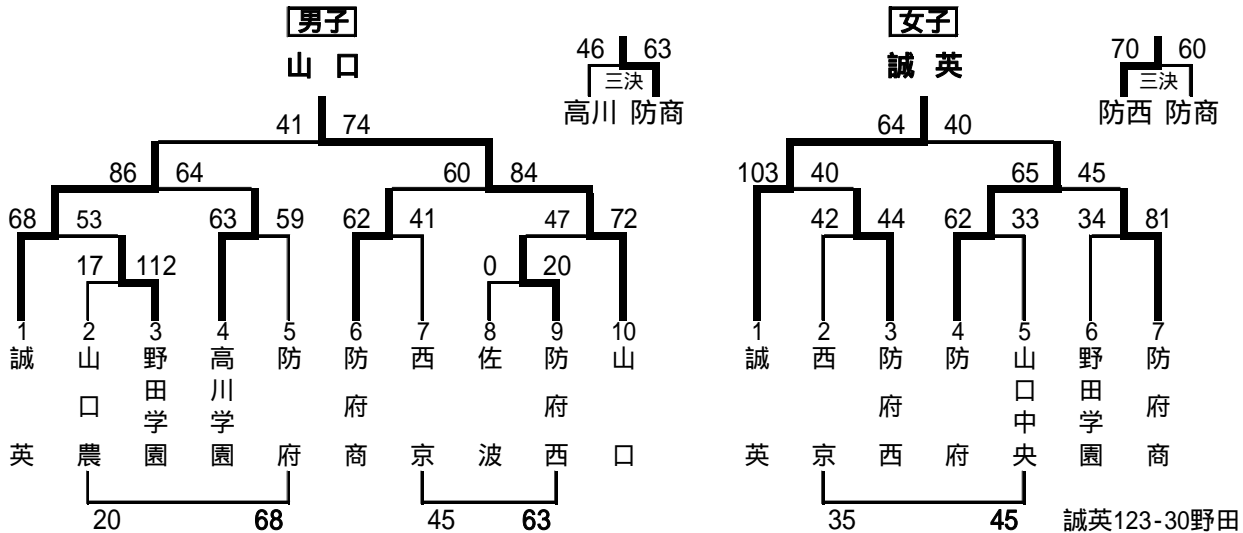 男子
山 口
46 63
三決
高川 防商
41 74
86 64
60 84
68 53
63 59
62 41
47 72
17 112
0 20
1 2 3 4 5 6 7 8 9 10
誠英
山口農
野田学園
高川学園
防府
防府商
西京
佐波
防府西
山口
20 68
45 63
女子
誠 英
70 60
三決
防西 防商
64 40
103 40
65 45
42 44
62 33
34 81
1 2 3 4 5 6 7
誠英
西京
防府西
防府
山口中央
野田学園
防府商
35 45
誠英123-30野田